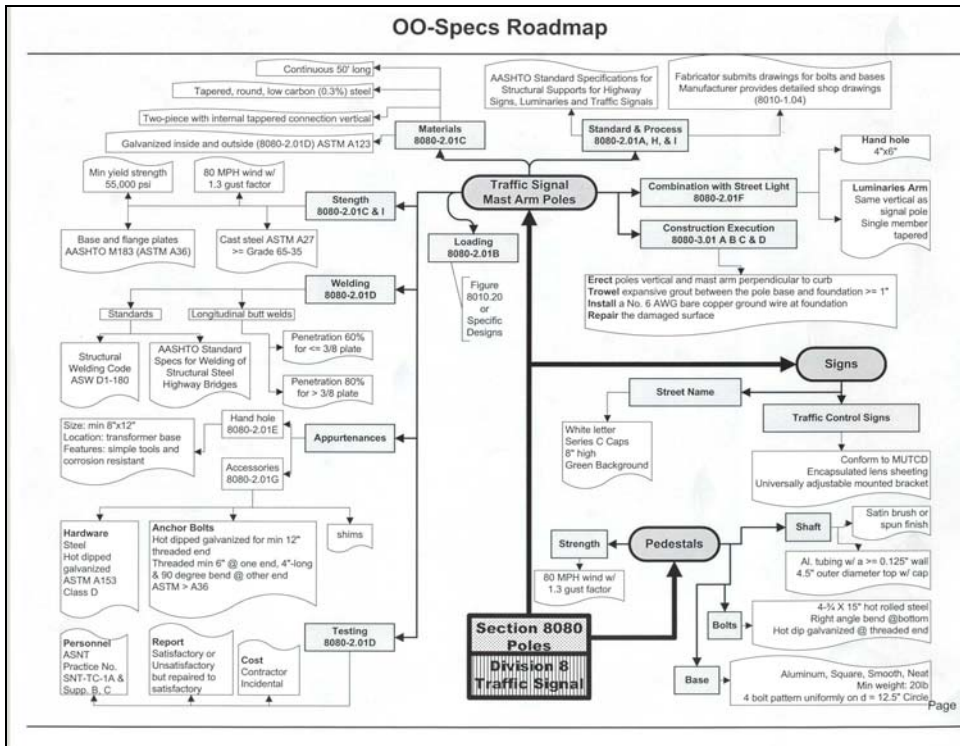 OO-Specs Roadmap
Continuous 50' long
Tapered, round, low carbon (0.3%) steel
Two-piece with internal tappered connection vertical
Galvanized inside and outside (8080-2.01D) ASTM A123
Materials
8080-2.01C
AASHTO Standard Specifications for
Structural Supports for Highway
Signs, Luminaries and Traffic Signals
Fabricator submits drawings for bolts and bases
Manufacturer provides detailed shop drawings
(8010-1.04)
Standard & Process
8080-2.01A, H, & I
Traffic Signal
Mast Arm Poles
Combination with Street Light
8080-2.01F
Hand hole
4"x6"
Luminaries Arm
Same vertical as
signal pole
Single member
tapered
Construction Execution
8080-3.01 A B C & D
Erect poles vertical and mast arm perpendicular to curb
Trowel expansive grout between the pole base and foundation >= 1"
Install a No. 6 AWG bare copper ground wire at foundation
Repair the damaged surface
Min yield strength
55,000 psi
80 MPH wind w/
1.3 gust factor
Stength
8080-2.01C & I
Base and flange plates
AASHTO M183 (ASTM A36)
Cast steel ASTM A27
>= Grade 65-35
Loading
8080-2.01B
Figure
8010.20
or
Specific
Designs
Welding
8080-2.01D
Standards
Longitudinal butt welds
Structural
Welding Code
ASW D1-180
AASHTO Standard
Specs for Welding of
Structural Steel
Highway Bridges
Penetration 60%
for <= 3/8 plate
Penetration 80%
for > 3/8 plate
Appurtenances
Hand hole
8080-2.01E
Size: min 8"x12"
Location: transformer base
Features: simple tools and
corrosion resistant
Accessories
8080-2.01G
Hardware
Steel
Hot dipped
galvanized
ASTM A153
Class D
Anchor Bolts
Hot dipped galvanized for min 12"
threaded end
Threaded min 6" @ one end, 4"-long
& 90 degree bend @ other end
ASTM > A36
shims
Testing
8080-2.01D
Personnel
ASNT
Practice No.
SNT-TC-1A &
Supp. B, C
Report
Satisfactory or
Unsatisfactory
but repaired to
satisfactory
Cost
Contractor
Incidental
Signs
Street Name
White letter
Series C Caps
8" high
Green Background
Traffic Control Signs
Conform to MUTCD
Encapsulated lens sheeting
Universally adjustable mounted bracket
Pedestals
Strength
80 MPH wind w/
1.3 gust factor
Shaft
Satin brush or
spun finish
Al. tubing w/ a >= 0.125" wall
4.5" outer diameter top w/ cap
Bolts
4-¾ X 15" hot rolled steel
Right angle bend @bottom
Hot dip galvanized @ threaded end
Base
Aluminum, Square, Smooth, Neat
Min weight: 20lb
4 bolt pattern uniformly on d = 12.5" Circle
Section 8080
Poles
Division 8
Traffic Signal
Page